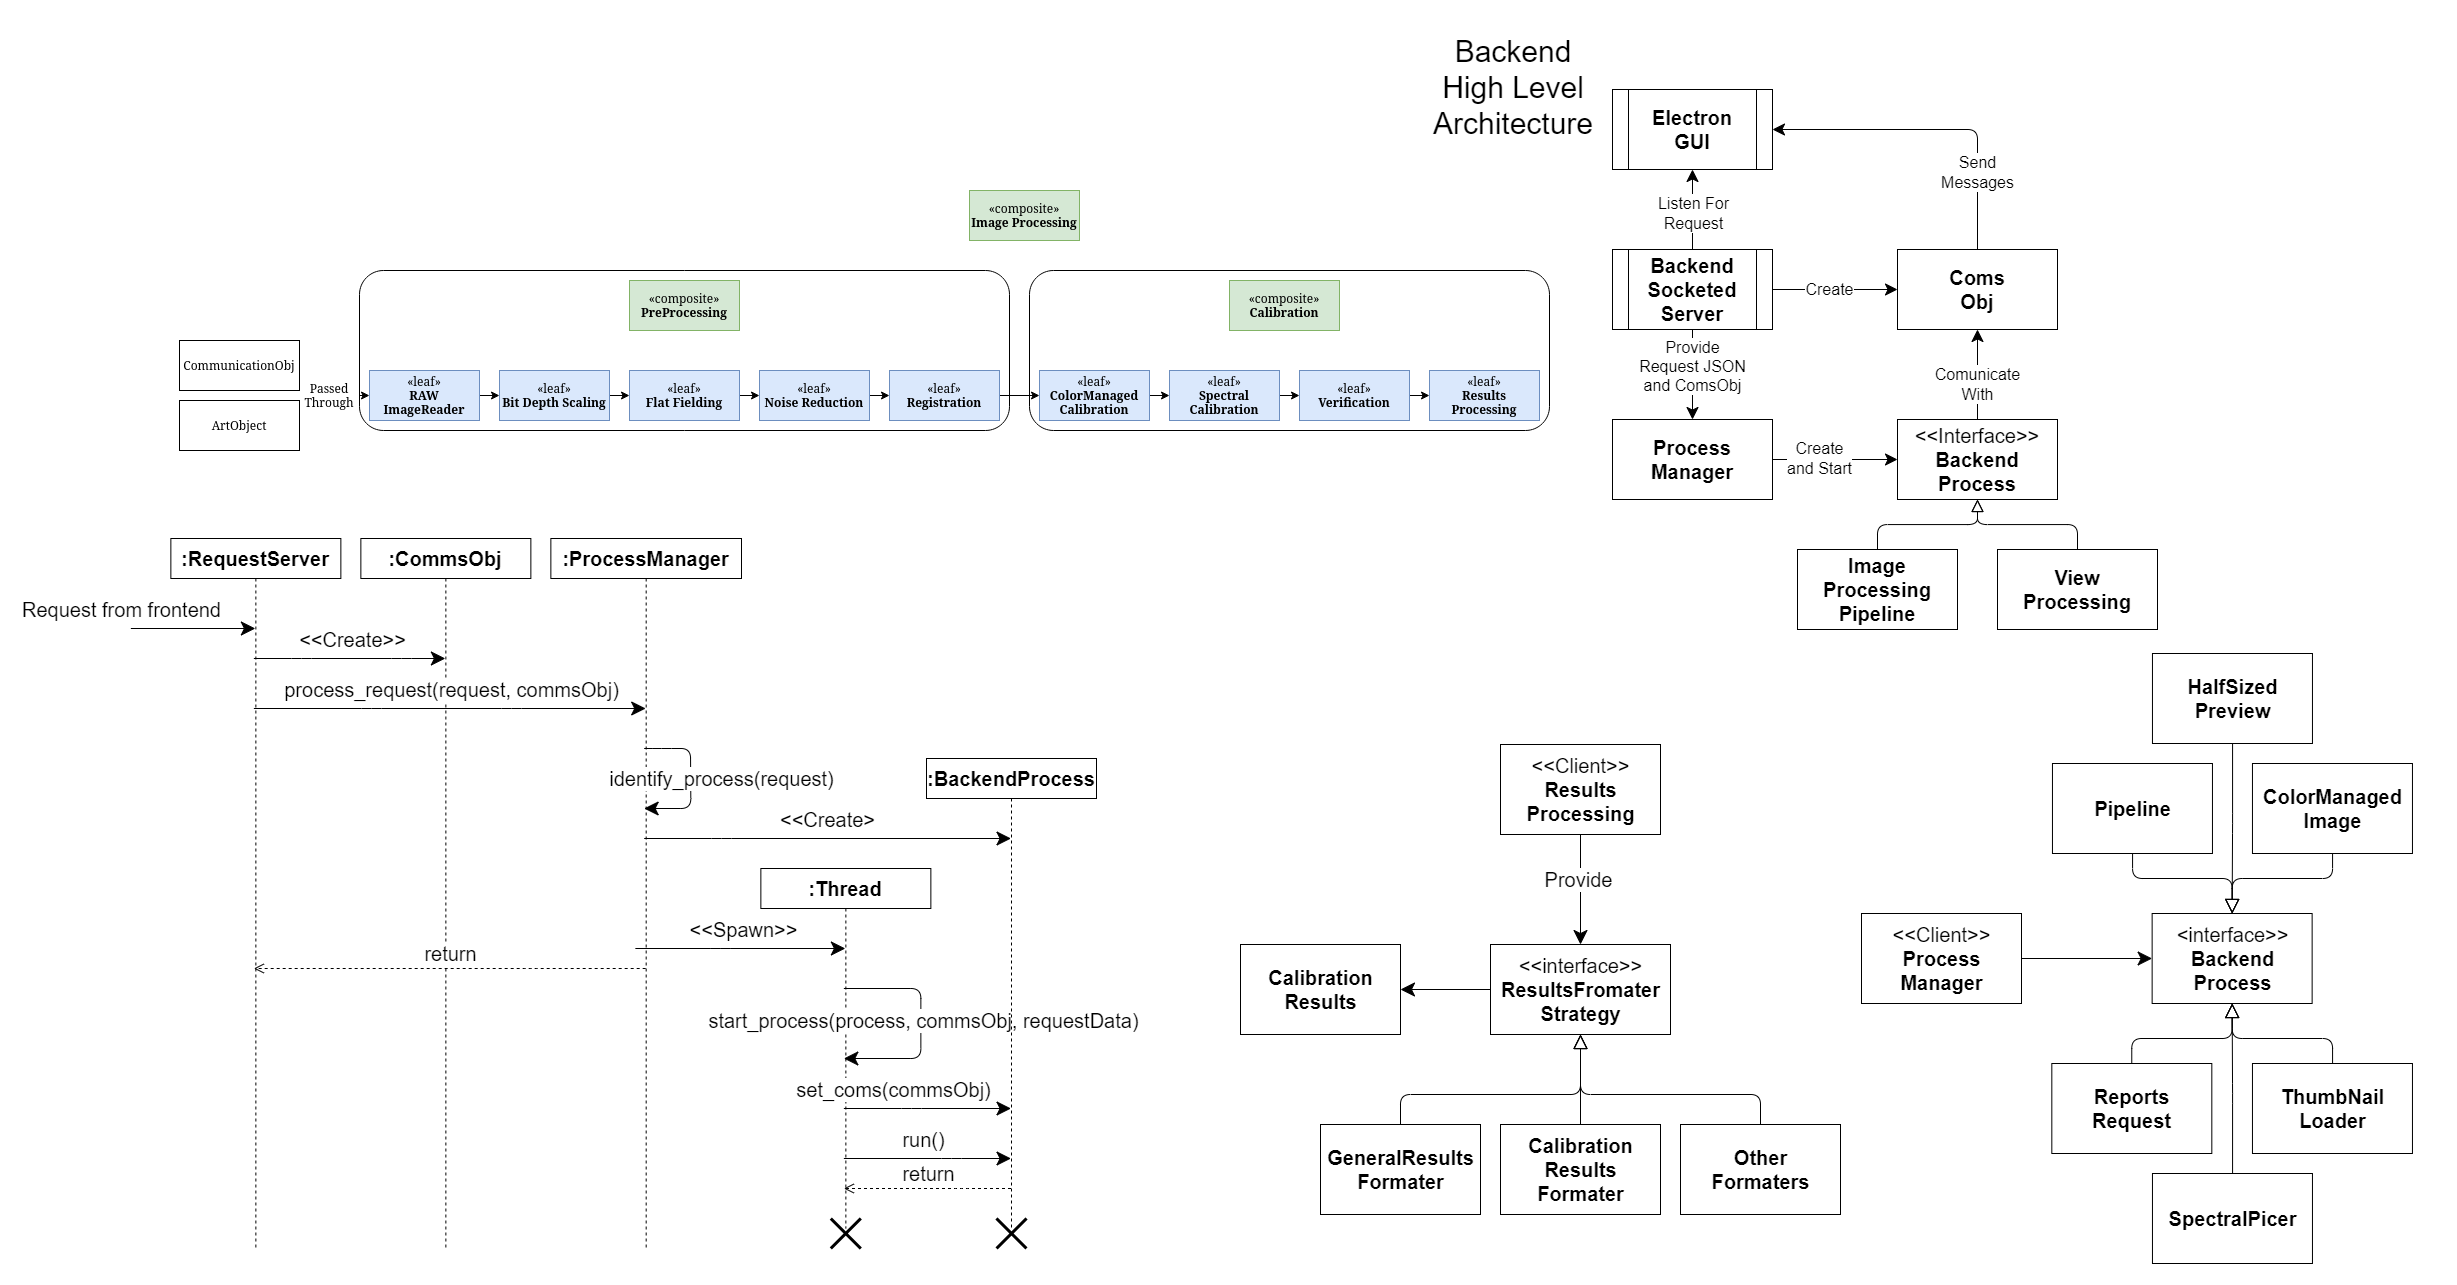 Backend
High Level
Architecture
Electron
GUI
Send
Messages
Listen For
Request
Backend
Socketed
Server
Create
Coms
Obj
Provide
Request JSON
and ComsObj
Comunicate
With
Process
Manager
Create
and Start
<<Interface>>
Backend
Process
Image
Processing
Pipeline
View
Processing
«composite»
Image Processing
«composite»
PreProcessing
«composite»
Calibration
CommunicationObj
ArtObject
Passed
Through
«leaf»
RAW
ImageReader
«leaf»
Bit Depth Scaling
«leaf»
Flat Fielding
«leaf»
Noise Reduction
«leaf»
Registration
«leaf»
ColorManaged
Calibration
«leaf»
Spectral
Calibration
«leaf»
Verification
«leaf»
Results
Processing
:RequestServer
:CommsObj
:ProcessManager
Request from frontend
<<Create>>
process_request(request, commsObj)
identify_process(request)
:BackendProcess
<<Create>
:Thread
<<Spawn>>
return
start_process(process, commsObj, requestData)
set_coms(commsObj)
run()
return
<<Client>>
Results
Processing
Provide
Calibration
Results
<<interface>>
ResultsFromater
Strategy
GeneralResults
Formater
Calibration
Results
Formater
Other
Formaters
HalfSized
Preview
Pipeline
ColorManaged
Image
<<Client>>
Process
Manager
<interface>>
Backend
Process
Reports
Request
ThumbNail
Loader
SpectralPicer